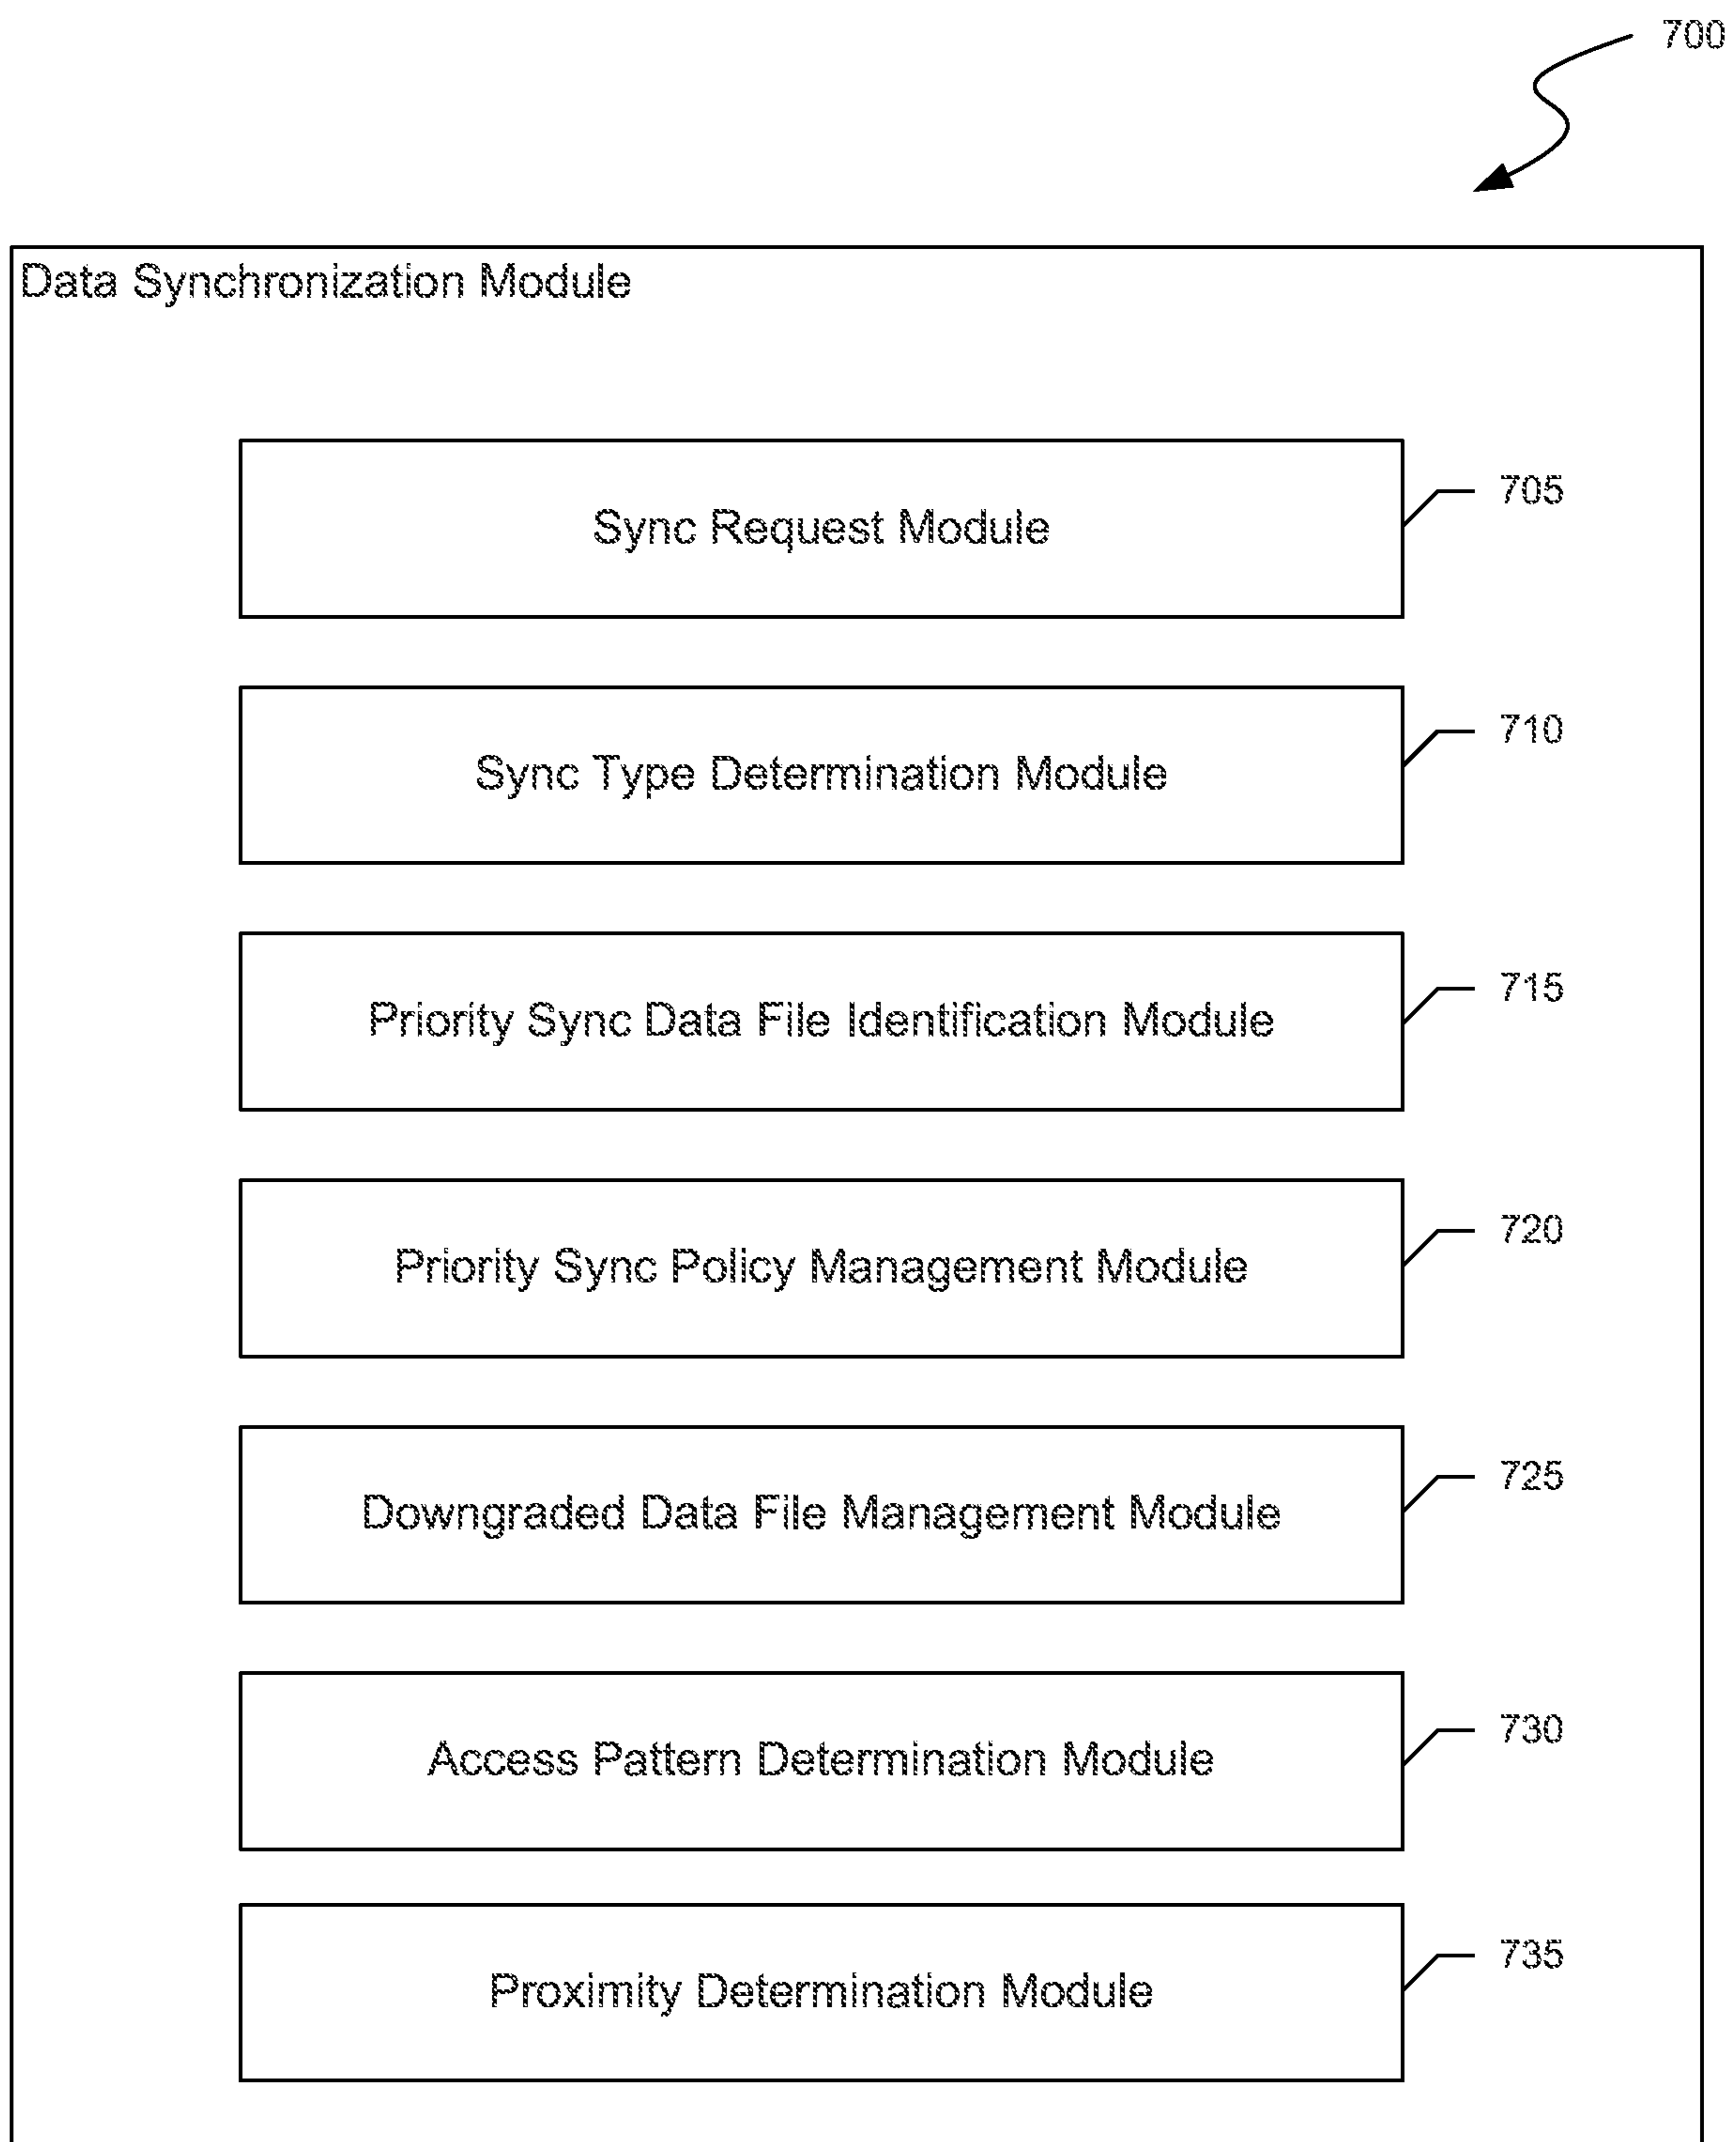 700
Data Synchronization Module
Sync Request Module
705
Sync Type Determination Module
710
Priority Sync Data File Identification Module
715
Priority Sync Policy Management Module
720
Downgraded Data File Management Module
725
Access Pattern Determination Module
730
Proximity Determination Module
735